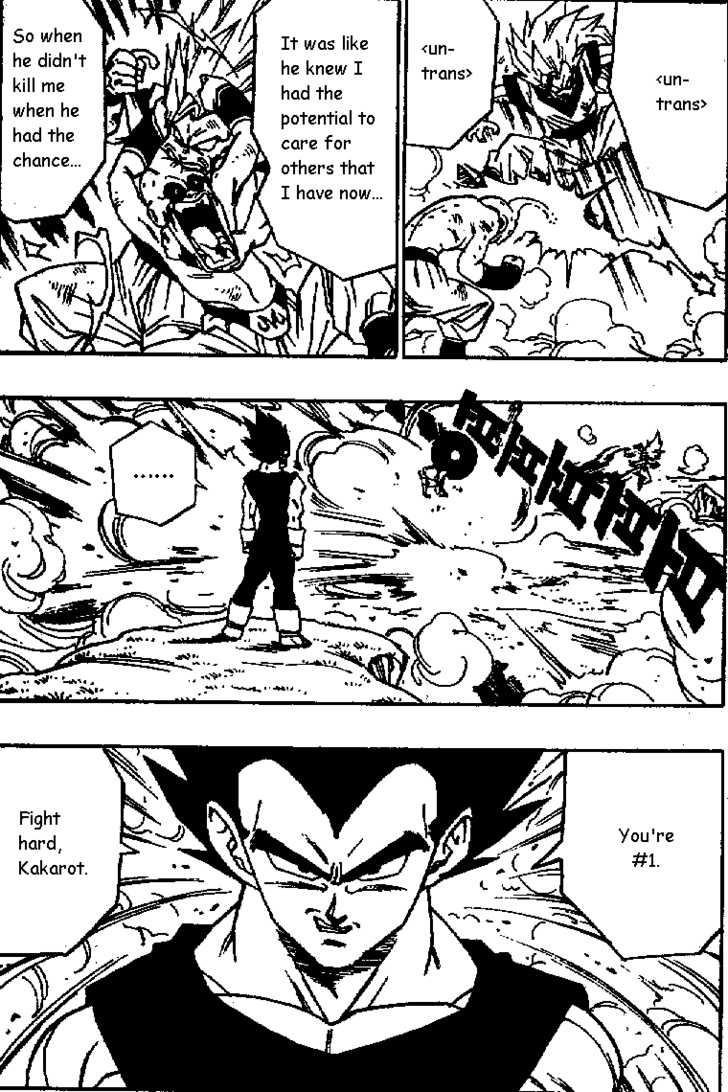 <un-
trans>
<un-
trans>
It was like
he knew I
had the
potential to
care for
others that
I have now...
So when
he didn't
kill me
when he
had the
chance...
......
You're
#1.
Fight
hard,
Kakarot.